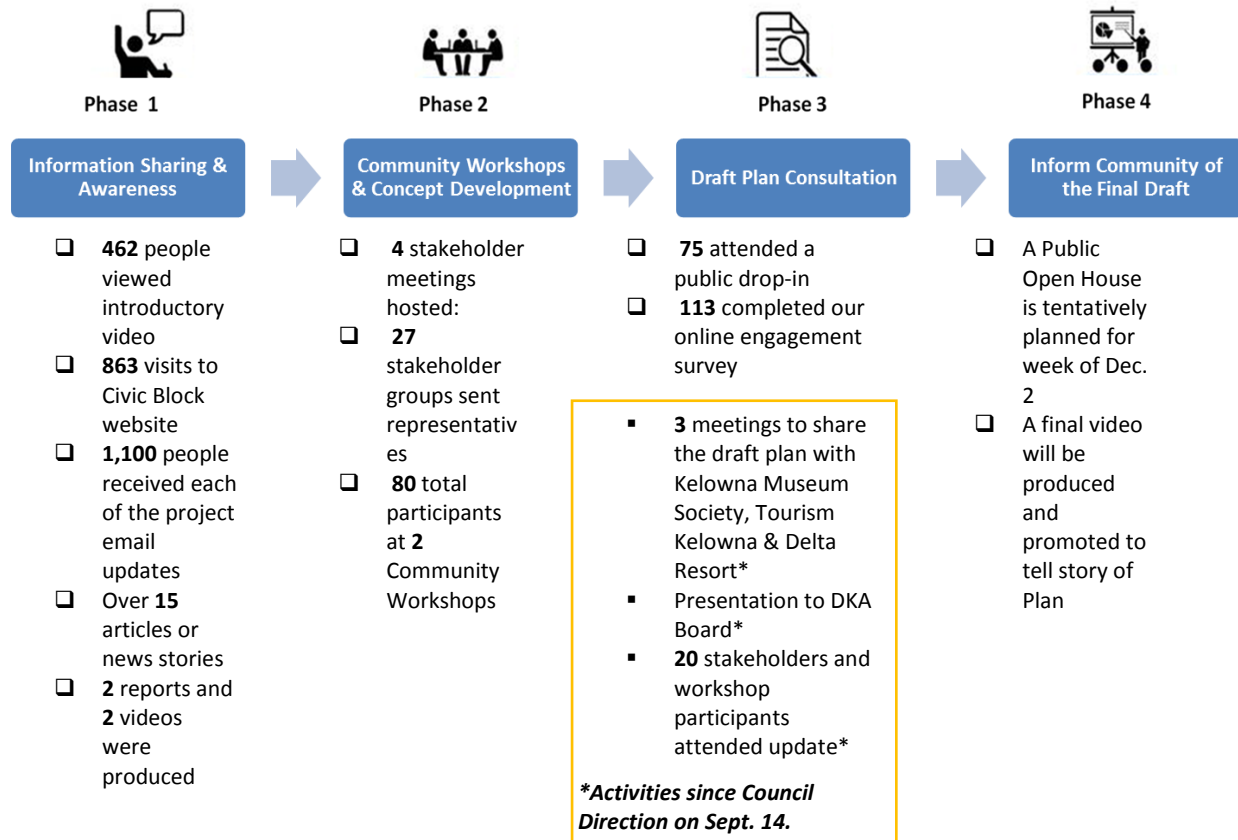 Phase 1
Information Sharing &
Awareness
❑ 462 people
viewed
introductory
video
❑ 863 visits to
Civic Block
website
❑ 1,100 people
received each
of the project
email
updates
❑ Over 15
articles or
news stories
❑ 2 reports and
2 videos
were
produced
Phase 2
Community Workshops
& Concept Development
❑ 4 stakeholder
meetings
hosted:
❑ 27
stakeholder
groups sent
representativ
es
❑ 80 total
participants
at 2
Community
Workshops
Phase 3
Draft Plan Consultation
❑ 75 attended a
public drop-in
❑ 113 completed our
online engagement
survey
▪ 3 meetings to share
the draft plan with
Kelowna Museum
Society, Tourism
Kelowna & Delta
Resort*
▪ Presentation to DKA
Board*
▪ 20 stakeholders and
workshop
participants
attended update*
*Activities since Council
Direction on Sept. 14.
Phase 4
Inform Community of
the Final Draft
❑ A Public
Open House
is tentatively
planned for
week of Dec.
2
❑ A final video
will be
produced
and
promoted to
tell story of
Plan